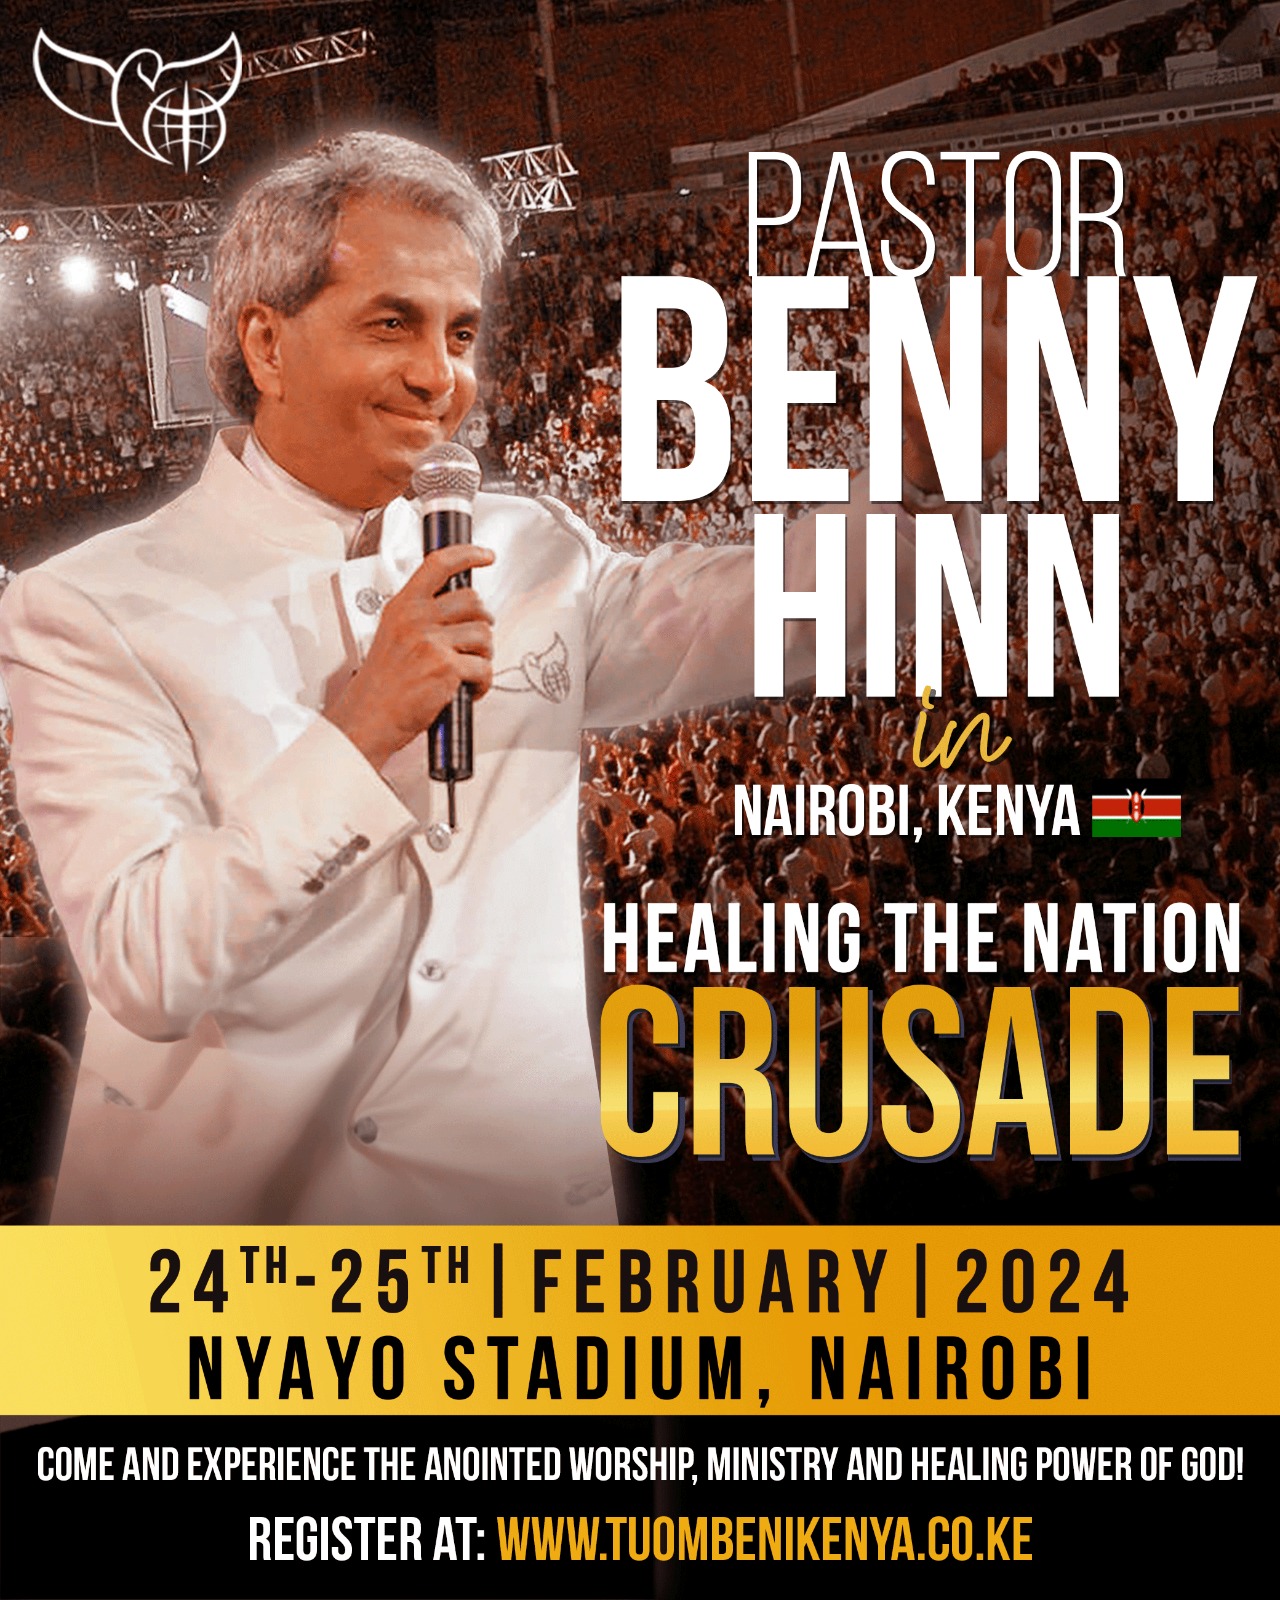 PASTOR
BENNY
HINN
in
NAIROBI, KENYA
HEALING THE NATION
CRUSADE
24TH-25TH | FEBRUARY | 2024
NYAYO STADIUM, NAIROBI
COME AND EXPERIENCE THE ANOINTED WORSHIP, MINISTRY AND HEALING POWER OF GOD!
REGISTER AT: WWW.TUOMBENIKENYA.CO.KE